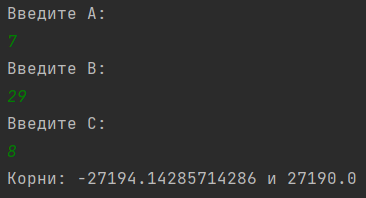 Введите A:
7
Введите B:
29
Введите C:
8
Корни: -27194.14285714286 и 27190.0